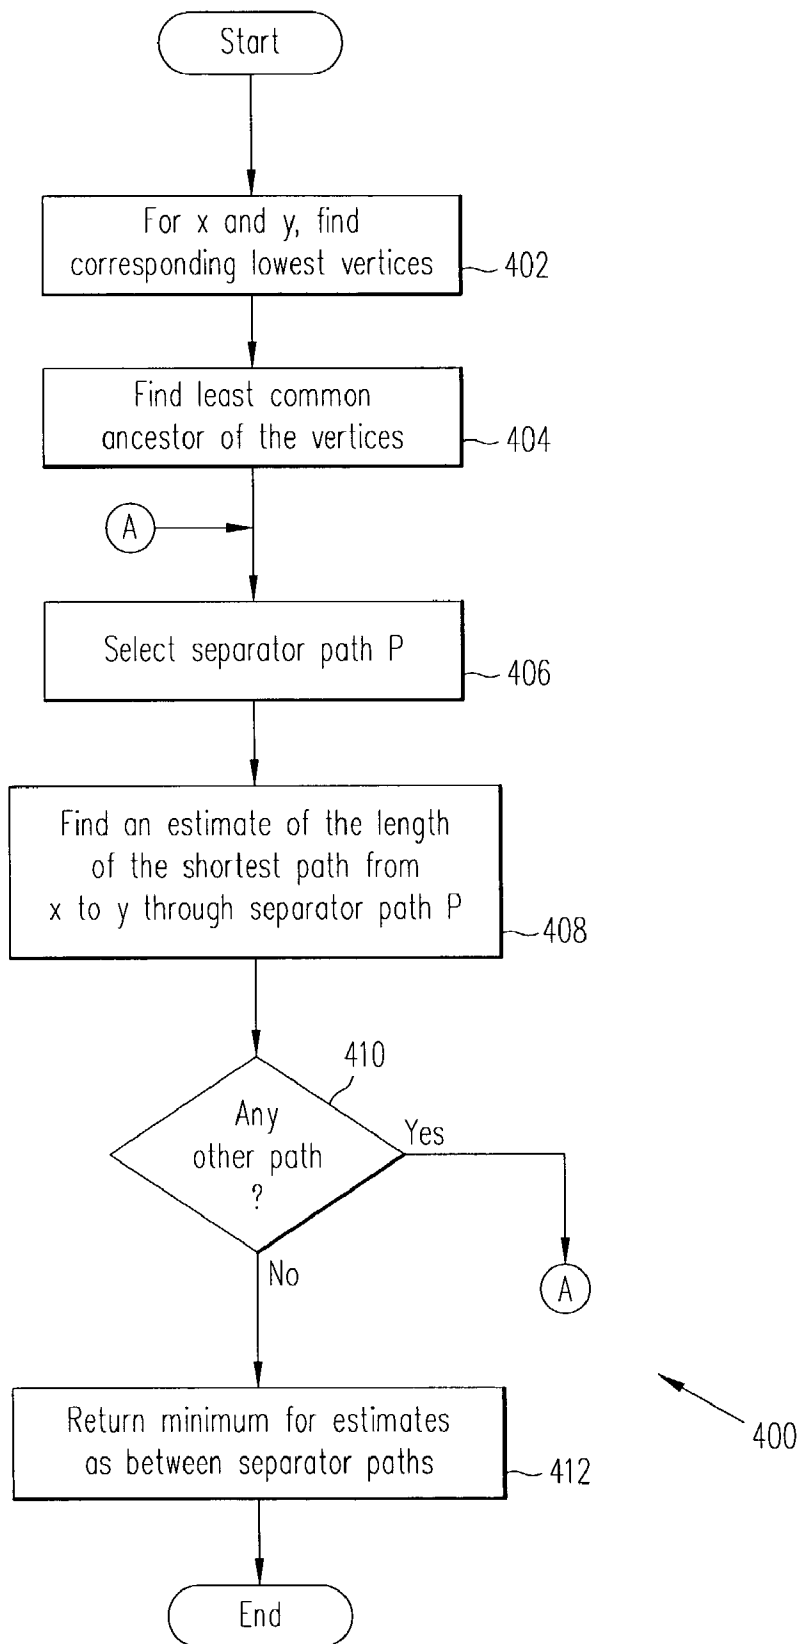 Start
For x and y, find
corresponding lowest vertices
402
Find least common
ancestor of the vertices
404
A
Select separator path P
406
Find an estimate of the length
of the shortest path from
x to y through separator path P
408
410
Any
other path
?
Yes
No
A
Return minimum for estimates
as between separator paths
412
400
End